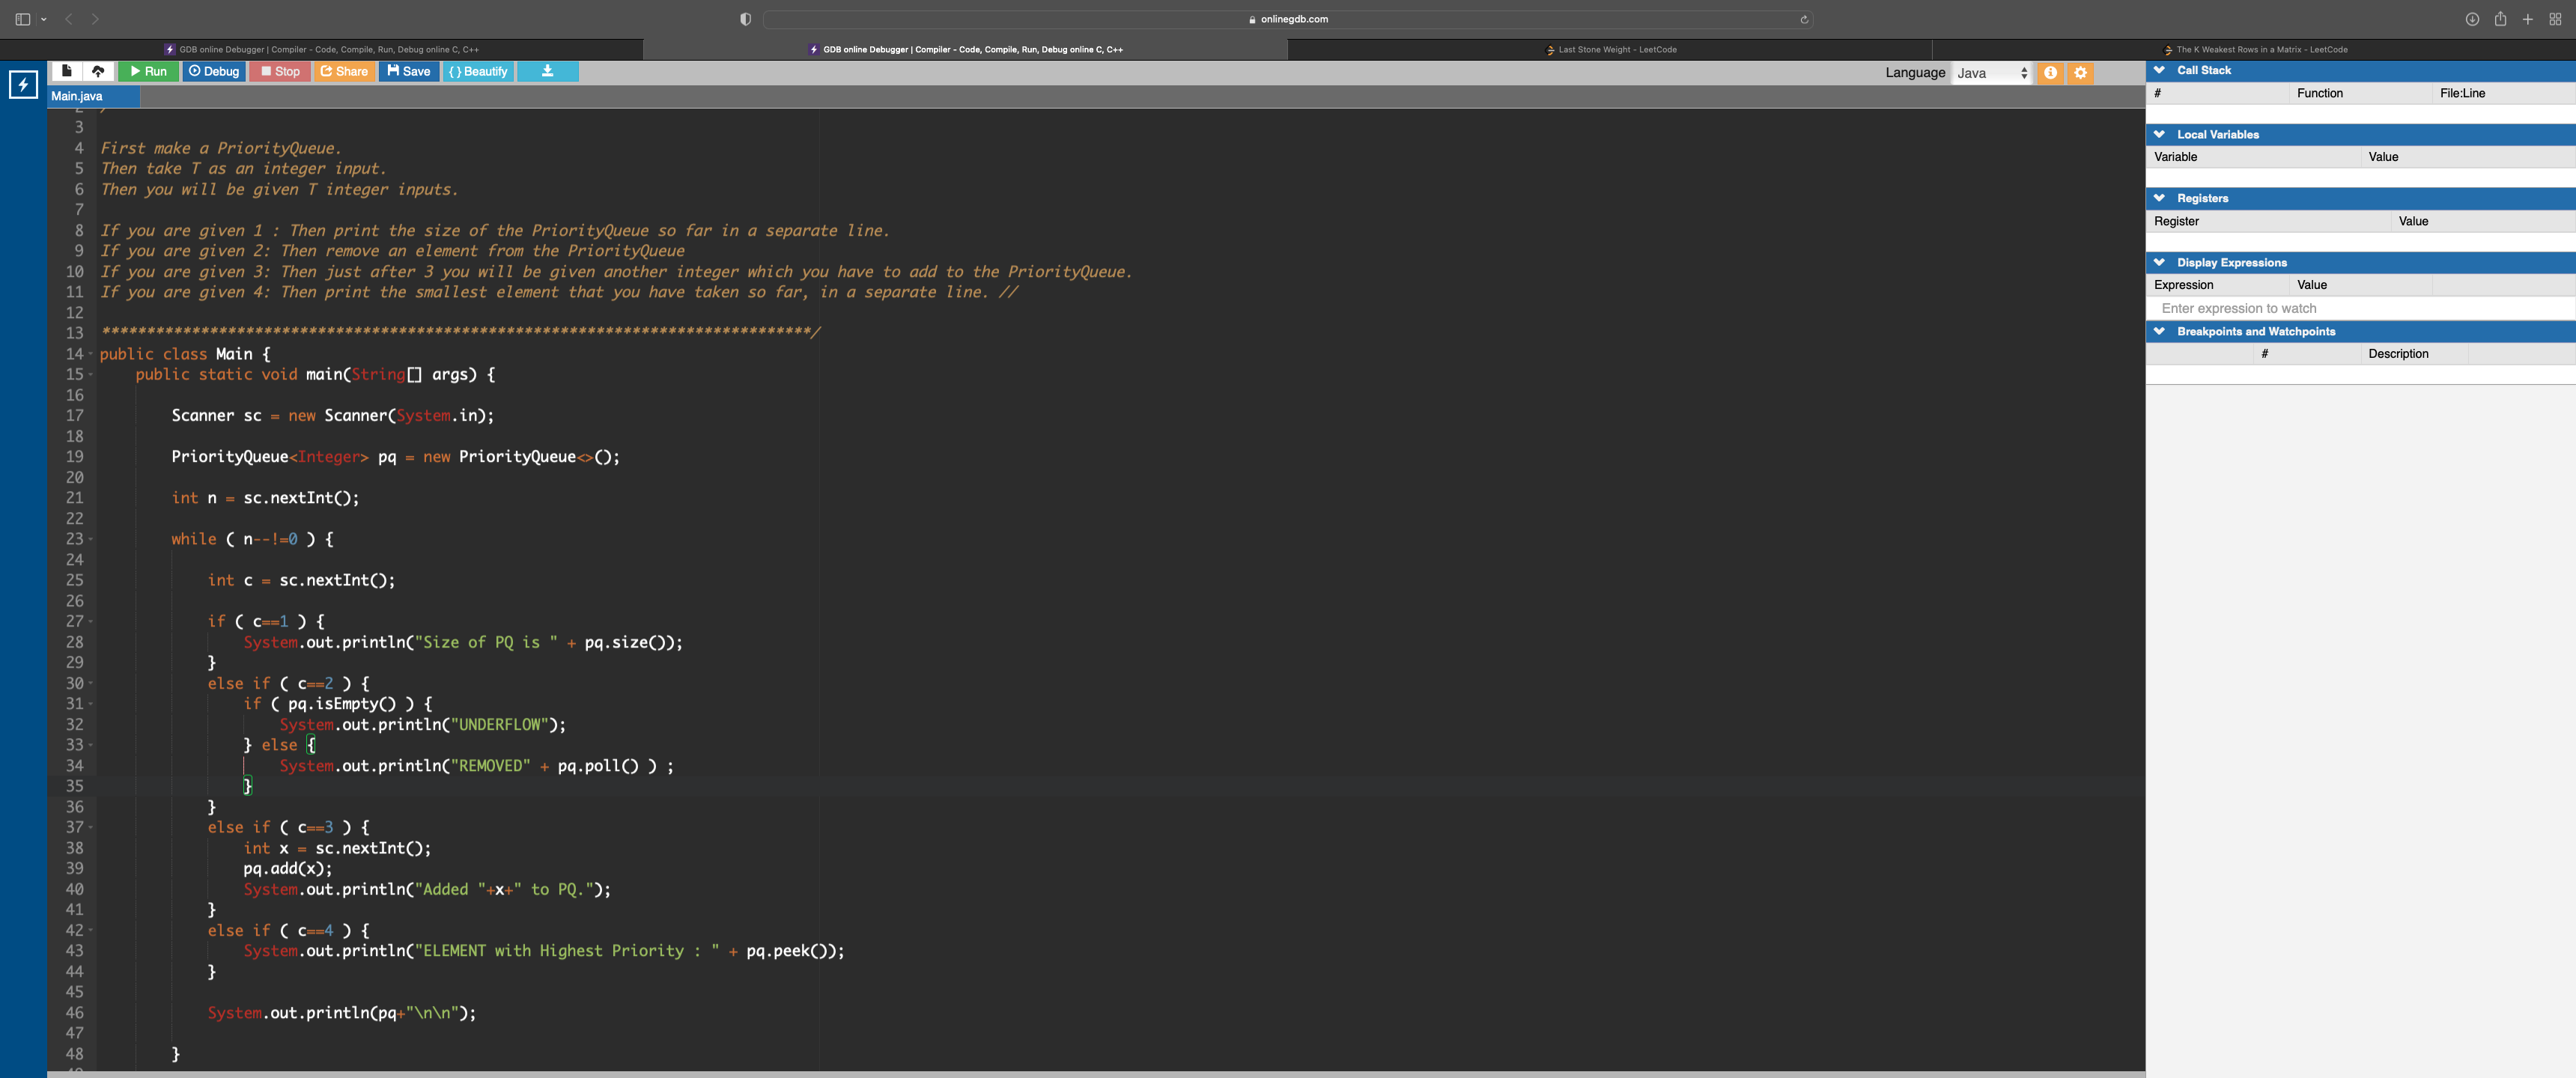 onlinegdb.com
GDB online Debugger | Compiler - Code, Compile, Run, Debug online C, C++
GDB online Debugger | Compiler - Code, Compile, Run, Debug online C, C++
Last Stone Weight - LeetCode
The K Weakest Rows in a Matrix - LeetCode
Run Debug Stop Share Save { } Beautify
Language Java
Main.java
3
4 First make a PriorityQueue.
5 Then take T as an integer input.
6 Then you will be given T integer inputs.
7
8 If you are given 1 : Then print the size of the PriorityQueue so far in a separate line.
9 If you are given 2: Then remove an element from the PriorityQueue
10 If you are given 3: Then just after 3 you will be given another integer which you have to add to the PriorityQueue.
11 If you are given 4: Then print the smallest element that you have taken so far, in a separate line. //
12
13 *******************************************************************************/
14 public class Main {
15 public static void main(String[] args) {
16
17 Scanner sc = new Scanner(System.in);
18
19 PriorityQueue<Integer> pq = new PriorityQueue<>();
20
21 int n = sc.nextInt();
22
23 while ( n--!=0 ) {
24
25 int c = sc.nextInt();
26
27 if ( c==1 ) {
28 System.out.println("Size of PQ is " + pq.size());
29 }
30 else if ( c==2 ) {
31 if ( pq.isEmpty() ) {
32 System.out.println("UNDERFLOW");
33 } else {
34 System.out.println("REMOVED" + pq.poll() ) ;
35 }
36 }
37 else if ( c==3 ) {
38 int x = sc.nextInt();
39 pq.add(x);
40 System.out.println("Added "+x+" to PQ.");
41 }
42 else if ( c==4 ) {
43 System.out.println("ELEMENT with Highest Priority : " + pq.peek());
44 }
45
46 System.out.println(pq+"\n\n");
47
48 }
Call Stack
# Function File:Line
Local Variables
Variable Value
Registers
Register Value
Display Expressions
Expression Value
Enter expression to watch
Breakpoints and Watchpoints
# Description